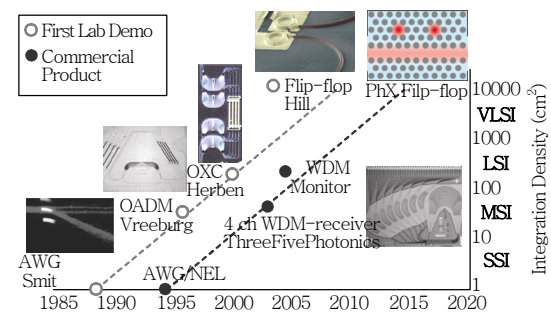 First Lab Demo
Commercial
Product
Flip-flop
Hill
PhX Filp-flop
10000
VLSI
1000
OXC
Herben
WDM
Monitor
LSI
100
OADM
Vreeburg
4 ch WDM-receiver
ThreeFivePhotonics
MSI
10
AWG
Smit
AWG/NEL
SSI
1
1985
1990
1995
2000
2005
2010
2015
2020
Integration Density (cm²)